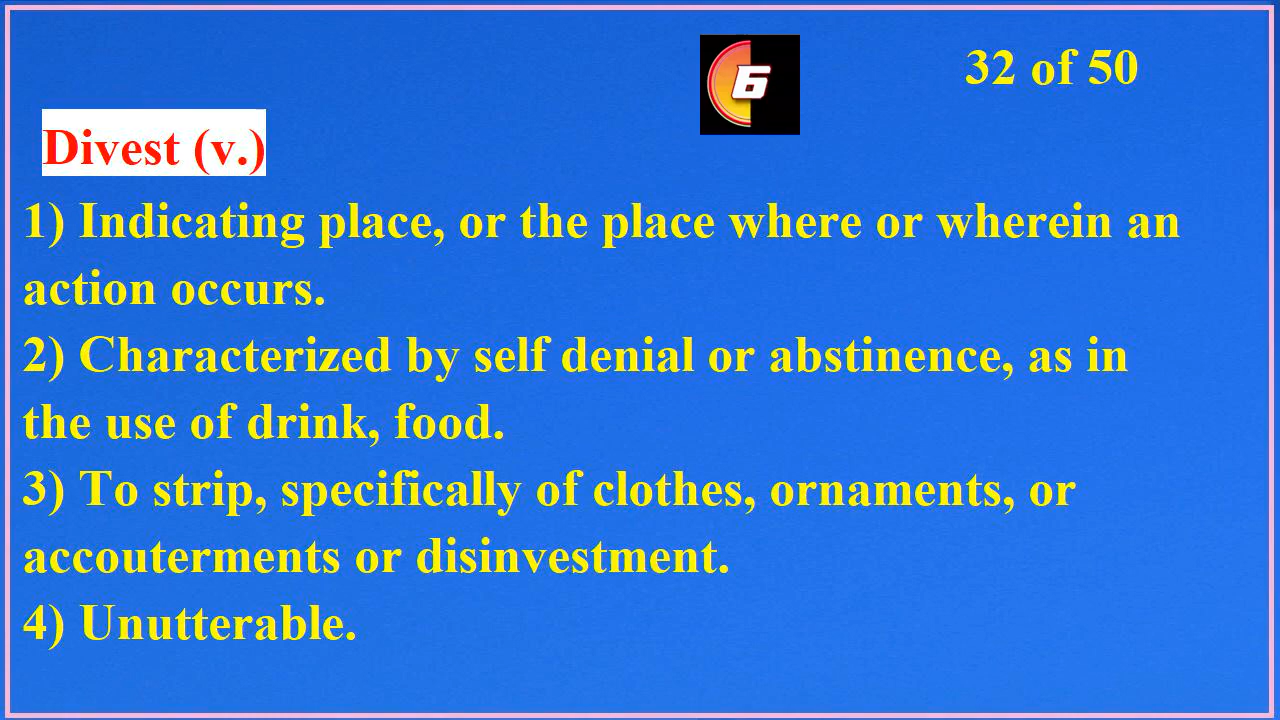 6
32 of 50
Divest (v.)
1) Indicating place, or the place where or wherein an
action occurs.
2) Characterized by self denial or abstinence, as in
the use of drink, food.
3) To strip, specifically of clothes, ornaments, or
accouterments or disinvestment.
4) Unutterable.